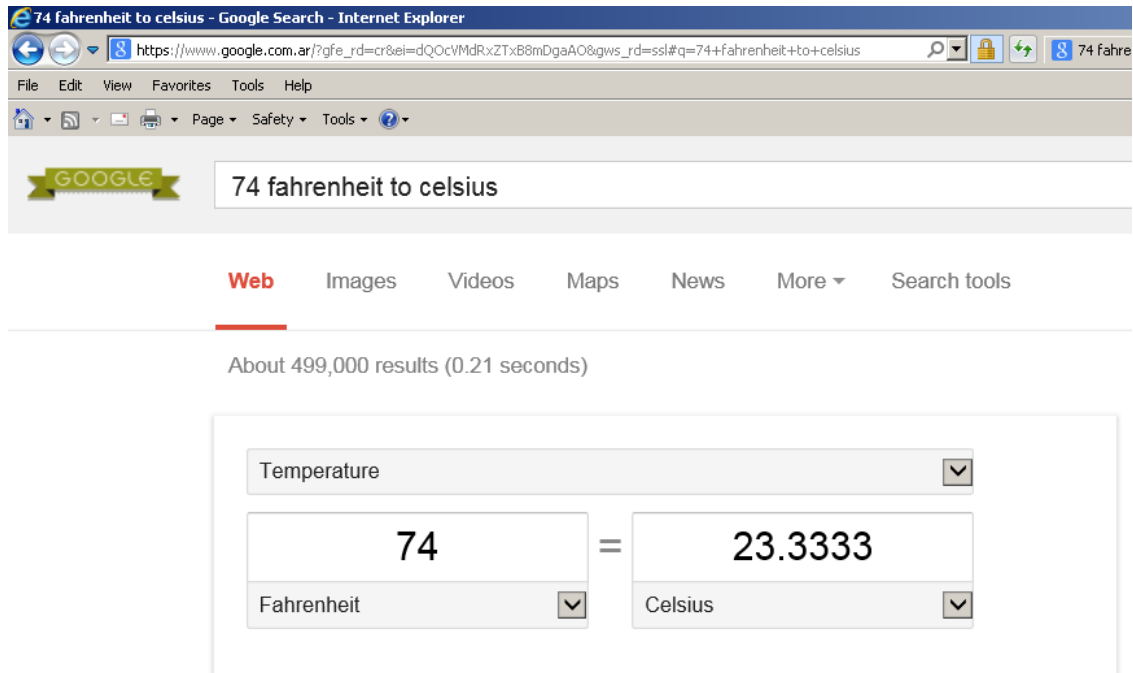 74 fahrenheit to celsius - Google Search - Internet Explorer
https://www.google.com.ar/?gfe_rd=cr&ei=dQOcVMdRxZTxB8mDgaAO&gws_rd=ssl#q=74+fahrenheit+to+celsius 8 74 fahre
File Edit View Favorites Tools Help
Page Safety Tools
GOOGLE 74 fahrenheit to celsius
Web Images Videos Maps News More Search tools
About 499,000 results (0.21 seconds)
Temperature
74 = 23.3333
Fahrenheit Celsius